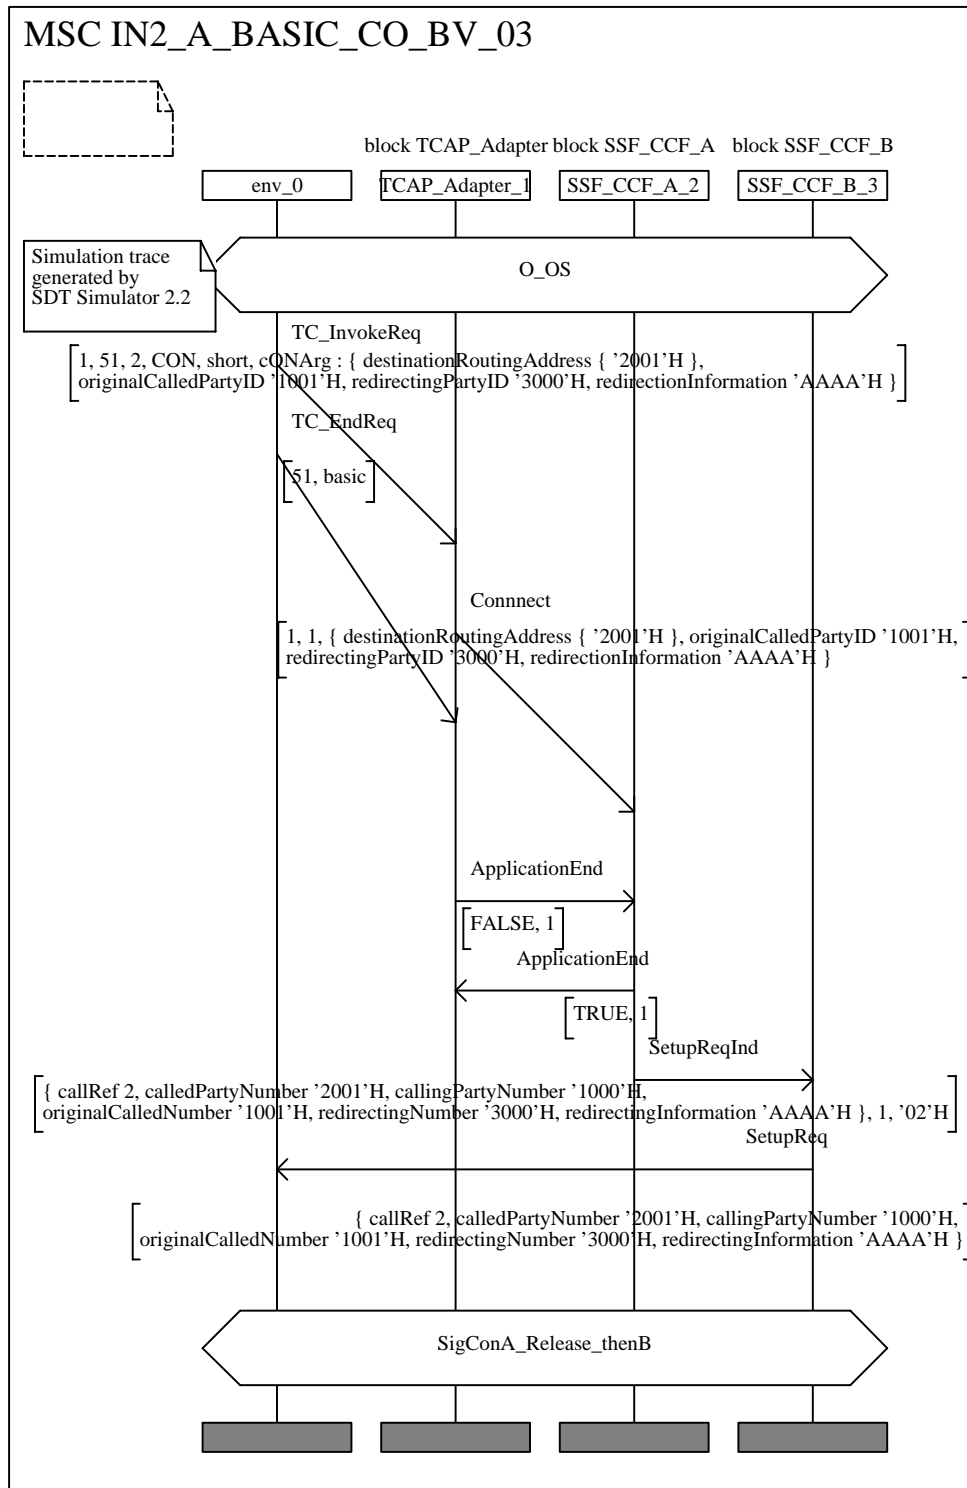 MSC IN2_A_BASIC_CO_BV_03
block TCAP_Adapter block SSF_CCF_A block SSF_CCF_B
env_0 TCAP_Adapter_1 SSF_CCF_A_2 SSF_CCF_B_3
Simulation trace
generated by
SDT Simulator 2.2
O_OS
TC_InvokeReq
1, 51, 2, CON, short, cONArg : { destinationRoutingAddress { '2001’H },
originalCalledPartyID '1001’H, redirectingPartyID '3000’H, redirectionInformation ’AAAA’H }
TC_EndReq
51, basic
Connnect
1, 1, { destinationRoutingAddress { '2001’H }, originalCalledPartyID '1001’H,
redirectingPartyID '3000’H, redirectionInformation ’AAAA’H }
ApplicationEnd
FALSE, 1
ApplicationEnd
TRUE, 1
SetupReqInd
{ callRef 2, calledPartyNumber '2001’H, callingPartyNumber '1000’H,
originalCalledNumber '1001’H, redirectingNumber '3000’H, redirectingInformation ’AAAA’H }, 1, '02’H
SetupReq
{ callRef 2, calledPartyNumber '2001’H, callingPartyNumber '1000’H,
originalCalledNumber '1001’H, redirectingNumber '3000’H, redirectingInformation ’AAAA’H }
SigConA_Release_thenB